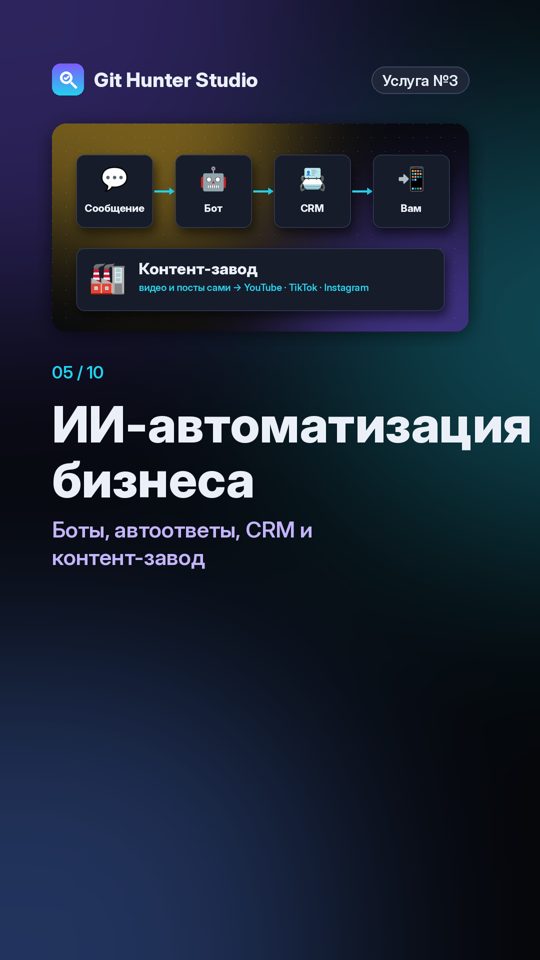 Git Hunter Studio
Услуга №3
Сообщение
Бот
CRM
Вам
Контент-завод
видео и посты сами → YouTube · TikTok · Instagram
05 / 10
ИИ-автоматизация
бизнеса
Боты, автоответы, CRM и
контент-завод